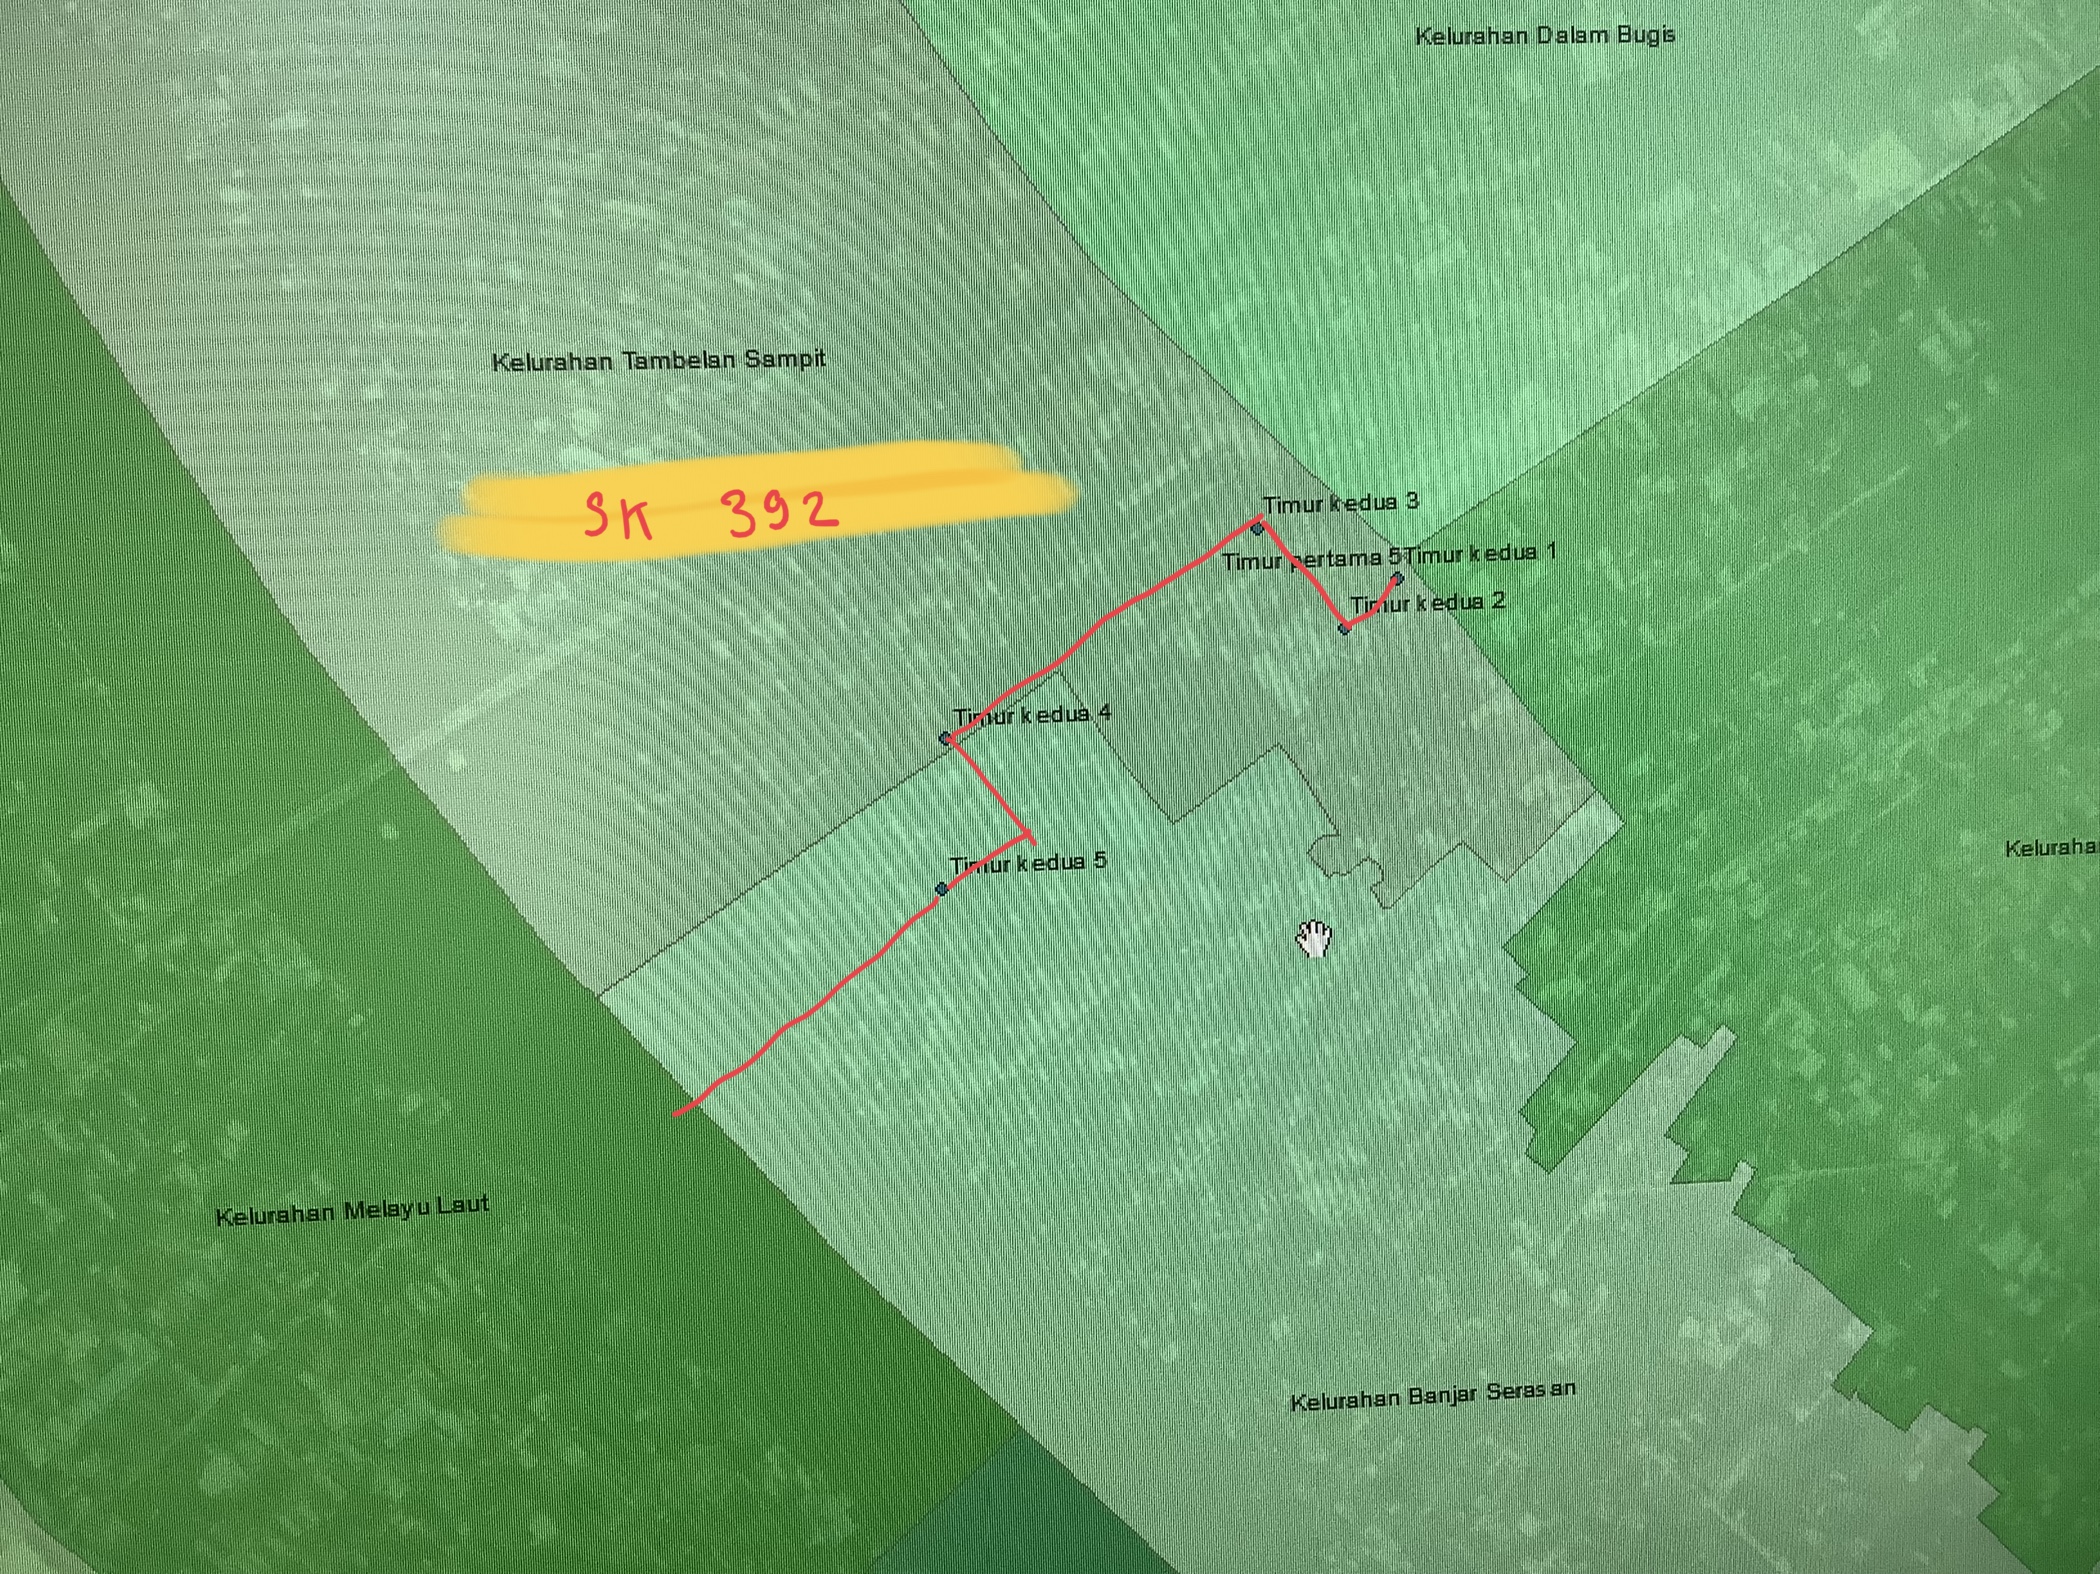 Kelurahan Dalam Bugis
Kelurahan Tambelan Sampit
SK 392
Timur kedua 3
Timur pertama 5 Timur kedua 1
Timur kedua 2
Timur kedua 4
Keluraha
Timur kedua 5
Kelurahan Melayu Laut
Kelurahan Banjar Serasan